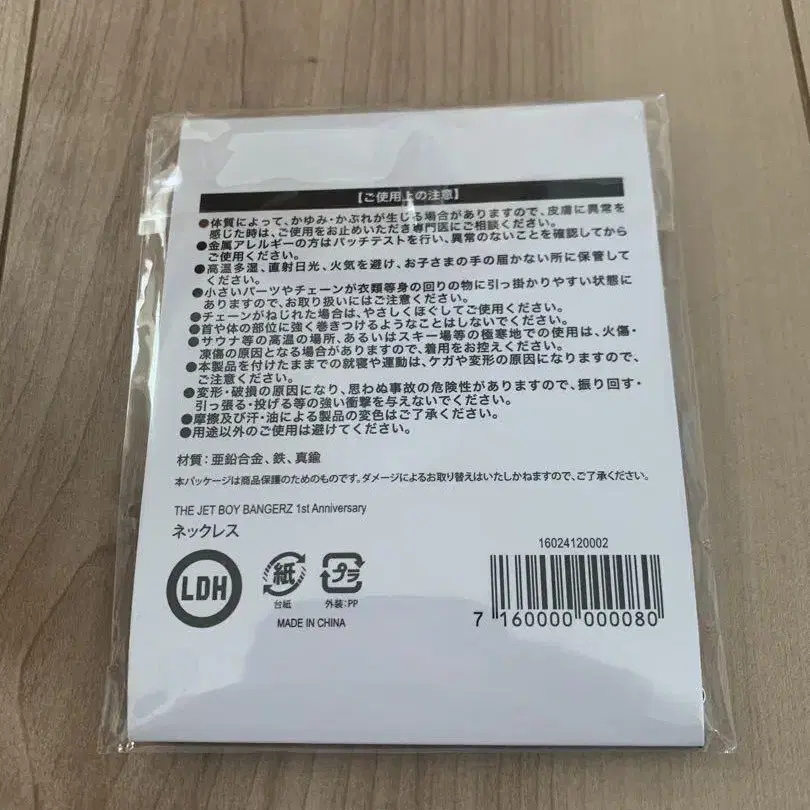 【ご使用上の注意】
●体質によって、かゆみ・かぶれが生じる場合がありますので、皮膚に異常を
感じた時は、ご使用をお止めいただき専門医にご相談ください。
●金属アレルギーの方はパッチテストを行い、異常のないことを確認してから
ご使用ください。
●高温多湿、直射日光、火気を避け、お子さまの手の届かない所に保管して
ください。
●小さいパーツやチェーンが衣類等身の回りの物に引っ掛かりやすい状態に
ありますので、お取り扱いにはご注意ください。
●チェーンがねじれた場合は、やさしくほぐしてご使用ください。
●首や体の部位に強く巻きつけるようなことはしないでください。
●サウナ等の高温の場所、あるいはスキー場等の極寒地での使用は、火傷・
凍傷の原因となる場合がありますので、着用をお控えください。
●本製品を付けたままでの就寝や運動は、ケガや変形の原因になりますので、
ご注意ください。
●変形・破損の原因になり、思わぬ事故の危険性がありますので、振り回す・
引っ張る・投げる等の強い衝撃を与えないでください。
●摩擦及び汗・油による製品の変色はご了承ください。
●用途以外のご使用は避けてください。
材質：亜鉛合金、鉄、真鍮
本パッケージは商品保護のためのものです。ダメージによるお取り替えはいたしかねますので、ご了承ください。
THE JET BOY BANGERZ 1st Anniversary
ネックレス
LDH
紙
台紙
プラ
外装：PP
MADE IN CHINA
16024120002
7 160000 000080